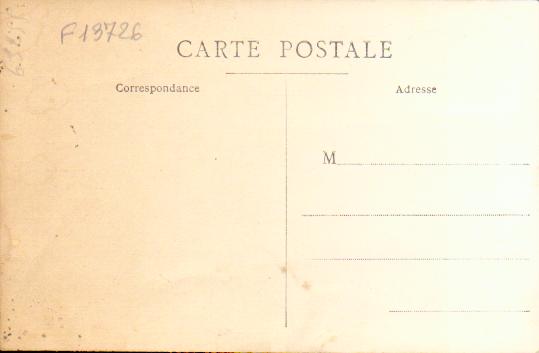 F13726
CARTE POSTALE
Correspondance
Adresse
M